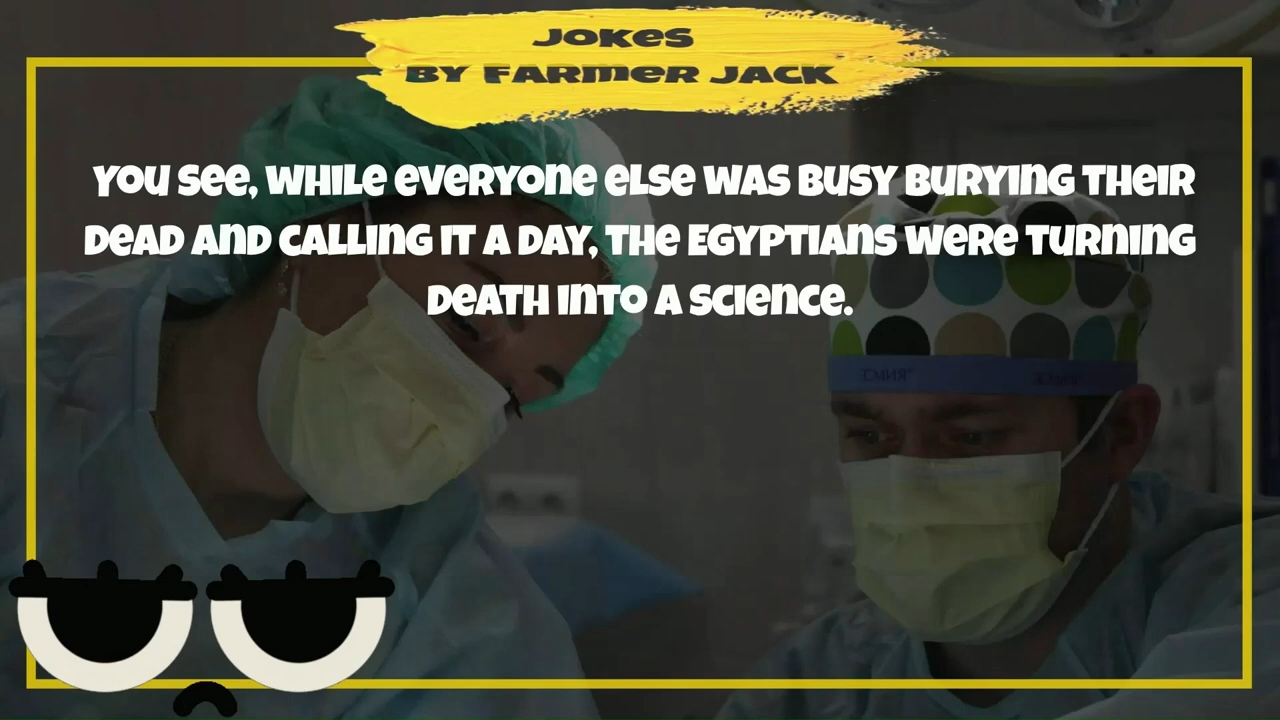 Jokes
by Farmer Jack
You see, while everyone else was busy burying their
dead and calling it a day, the Egyptians were turning
death into a science.